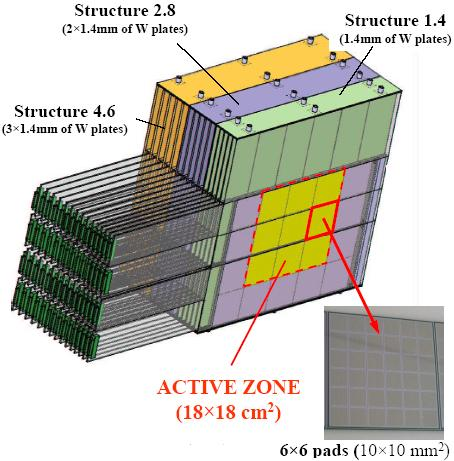 Structure 2.8
(2×1.4mm of W plates)
Structure 1.4
(1.4mm of W plates)
Structure 4.6
(3×1.4mm of W plates)
ACTIVE ZONE
(18×18 cm²)
6×6 pads (10×10 mm²)